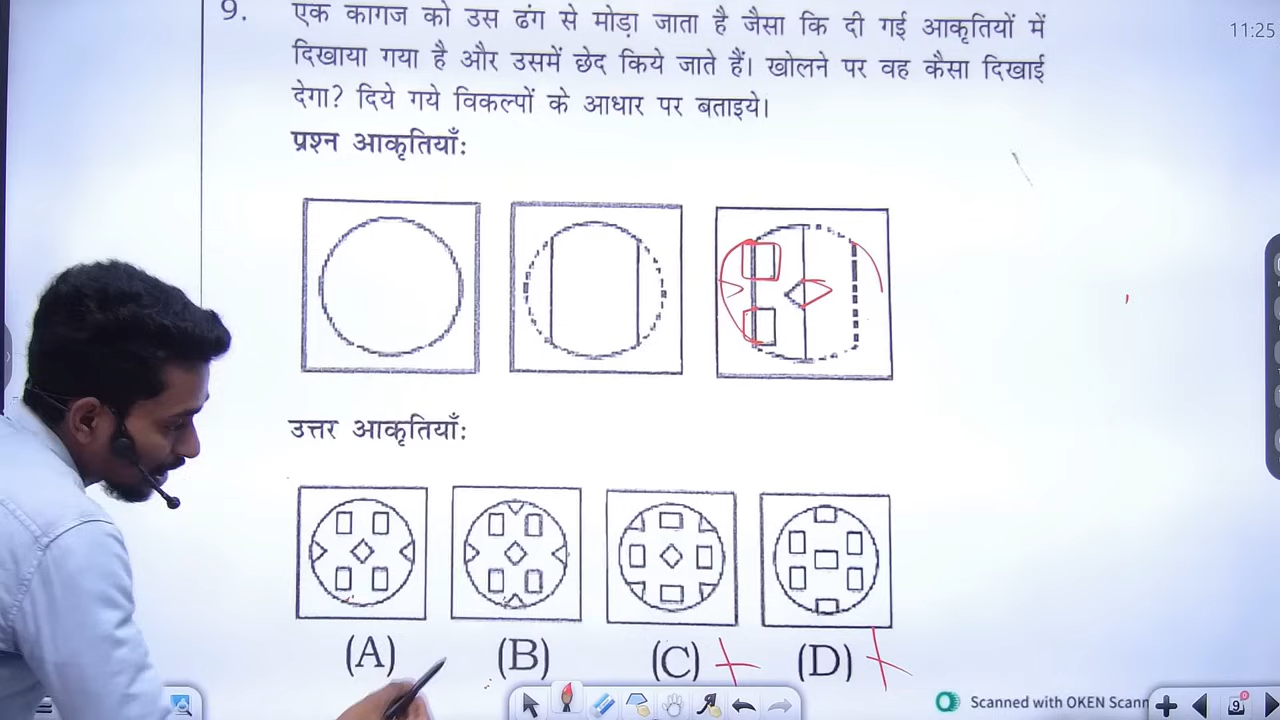 11:25
9. एक कागज को उस ढंग से मोड़ा जाता है जैसा कि दी गई आकृतियों में
दिखाया गया है और उसमें छेद किये जाते हैं। खोलने पर वह कैसा दिखाई
देगा? दिये गये विकल्पों के आधार पर बताइये।
प्रश्न आकृतियाँ:
उत्तर आकृतियाँ:
(A) (B) (C) (D)
Scanned with OKEN Scann
9